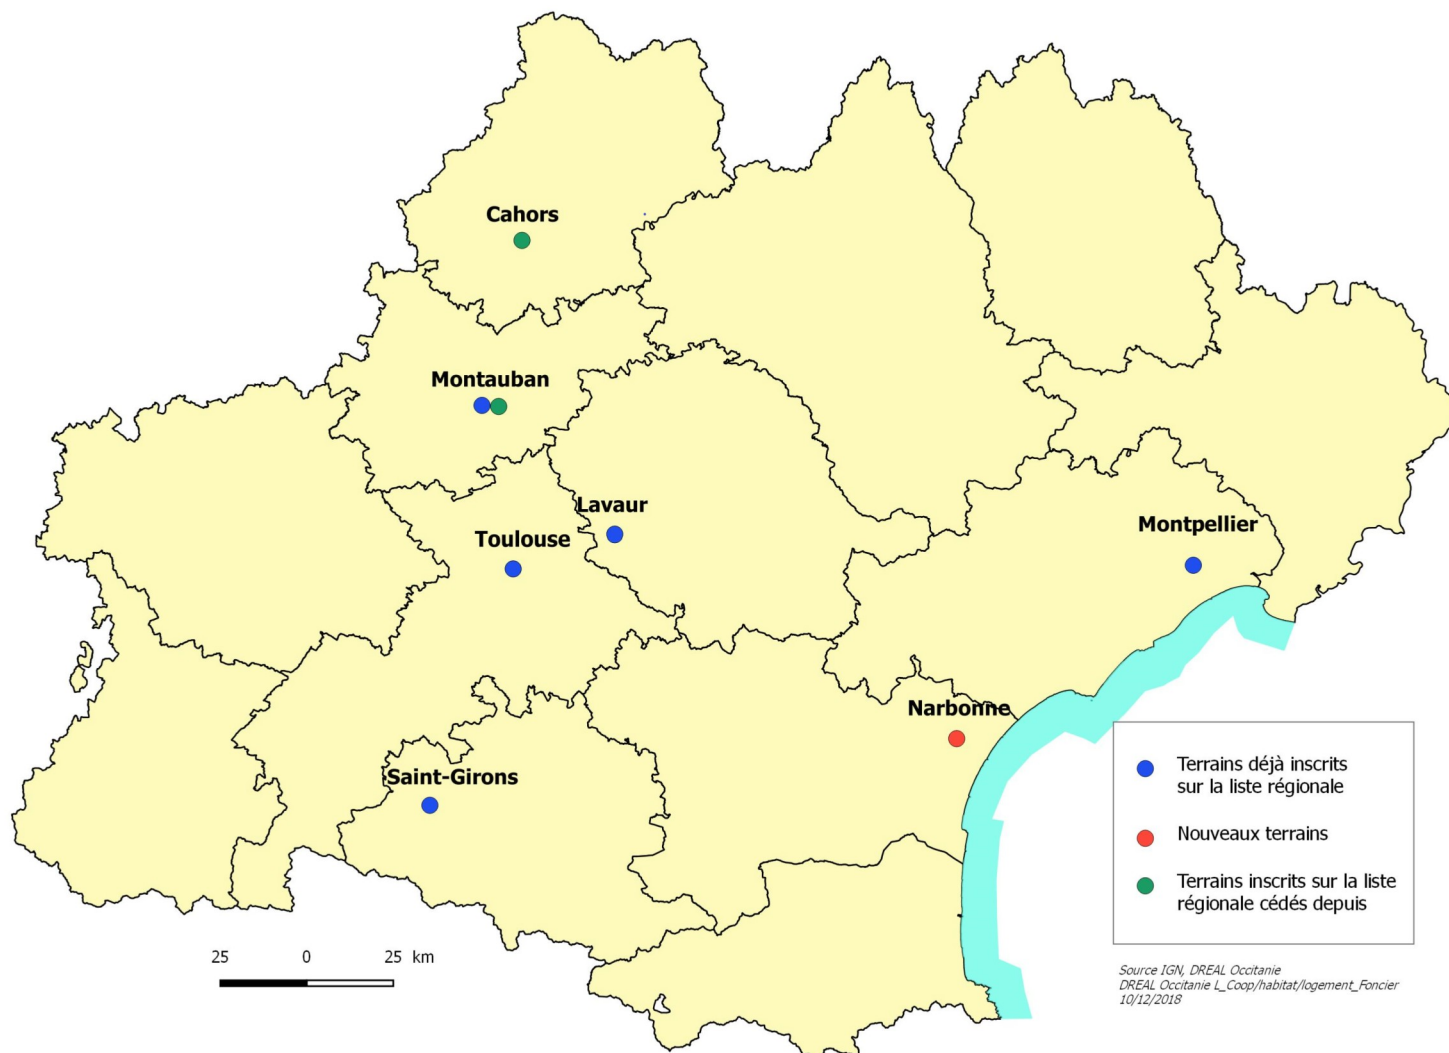 Cahors
Montauban
Lavaur
Toulouse
Montpellier
Narbonne
Saint-Girons
Terrains déjà inscrits
sur la liste régionale
Nouveaux terrains
Terrains inscrits sur la liste
régionale cédés depuis
25 0 25 km
Source IGN, DREAL Occitanie
DREAL Occitanie L_Coop/habitat/logement_Foncier
10/12/2018